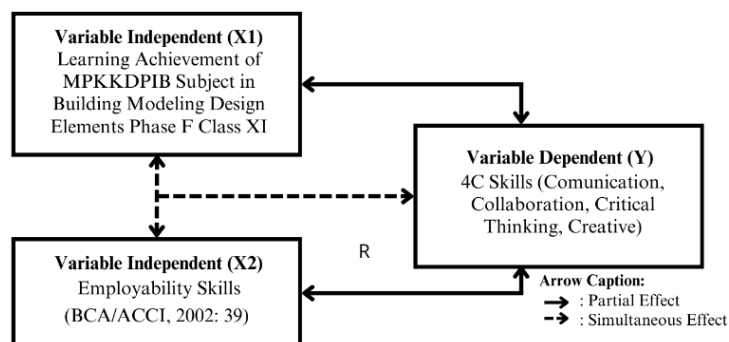 Variable Independent (X1)
Learning Achievement of
MPKKDPIB Subject in
Building Modeling Design
Elements Phase F Class XI
Variable Dependent (Y)
4C Skills (Comunication,
Collaboration, Critical
Thinking, Creative)
Variable Independent (X2)
Employability Skills
(BCA/ACCI, 2002: 39)
R
Arrow Caption:
: Partial Effect
: Simultaneous Effect